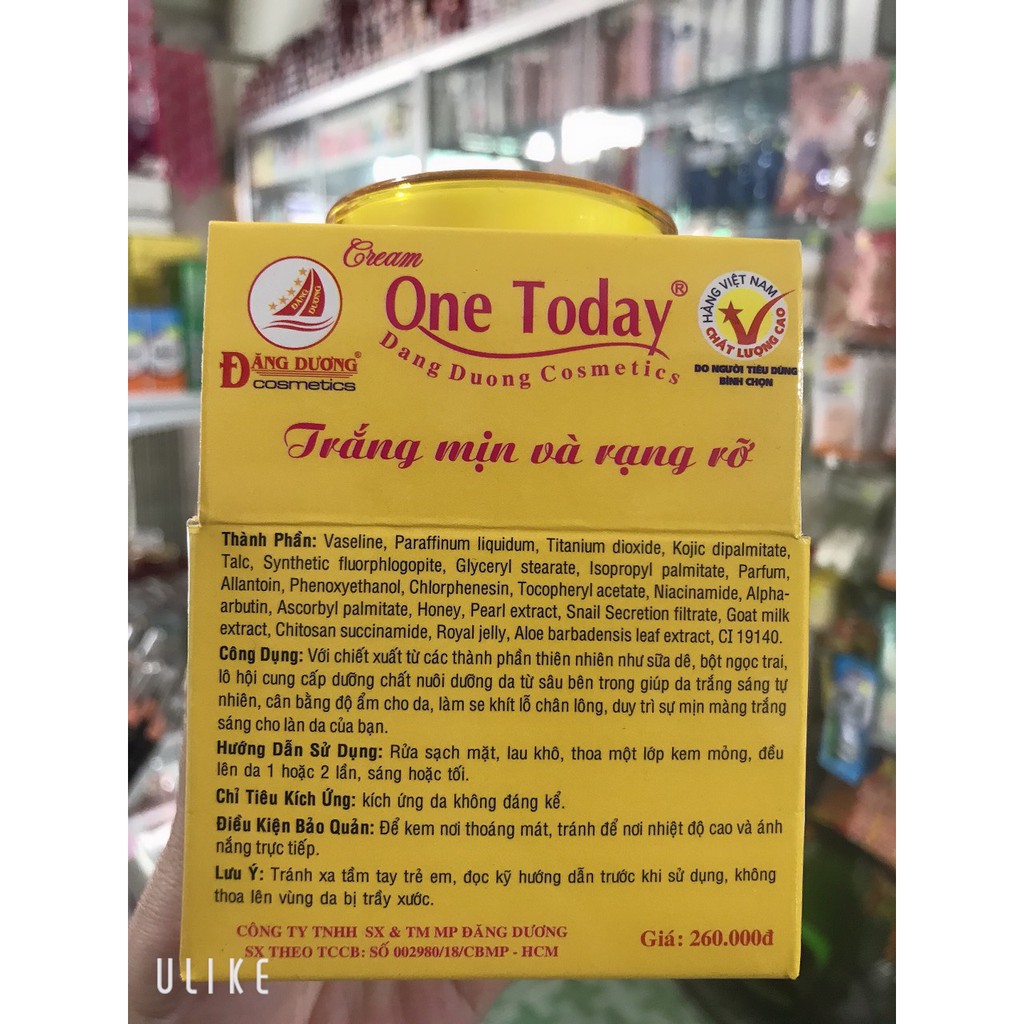 Cream
One Today®
Dang Duong Cosmetics
ĐĂNG DƯƠNG
ĐĂNG DƯƠNG®
cosmetics
HÀNG VIỆT NAM
CHẤT LƯỢNG CAO
DO NGƯỜI TIÊU DÙNG
BÌNH CHỌN
Trắng mịn và rạng rỡ
Thành Phần: Vaseline, Paraffinum liquidum, Titanium dioxide, Kojic dipalmitate,
Talc, Synthetic fluorphlogopite, Glyceryl stearate, Isopropyl palmitate, Parfum,
Allantoin, Phenoxyethanol, Chlorphenesin, Tocopheryl acetate, Niacinamide, Alpha-
arbutin, Ascorbyl palmitate, Honey, Pearl extract, Snail Secretion filtrate, Goat milk
extract, Chitosan succinamide, Royal jelly, Aloe barbadensis leaf extract, CI 19140.
Công Dụng: Với chiết xuất từ các thành phần thiên nhiên như sữa dê, bột ngọc trai,
lô hội cung cấp dưỡng chất nuôi dưỡng da từ sâu bên trong giúp da trắng sáng tự
nhiên, cân bằng độ ẩm cho da, làm se khít lỗ chân lông, duy trì sự mịn màng trắng
sáng cho làn da của bạn.
Hướng Dẫn Sử Dụng: Rửa sạch mặt, lau khô, thoa một lớp kem mỏng, đều
lên da 1 hoặc 2 lần, sáng hoặc tối.
Chỉ Tiêu Kích Ứng: kích ứng da không đáng kể.
Điều Kiện Bảo Quản: Để kem nơi thoáng mát, tránh để nơi nhiệt độ cao và ánh
nắng trực tiếp.
Lưu Ý: Tránh xa tầm tay trẻ em, đọc kỹ hướng dẫn trước khi sử dụng, không
thoa lên vùng da bị trầy xước.
CÔNG TY TNHH SX & TM MP ĐĂNG DƯƠNG
SX THEO TCCB: SỐ 002980/18/CBMP - HCM
Giá: 260.000đ
ULIKE